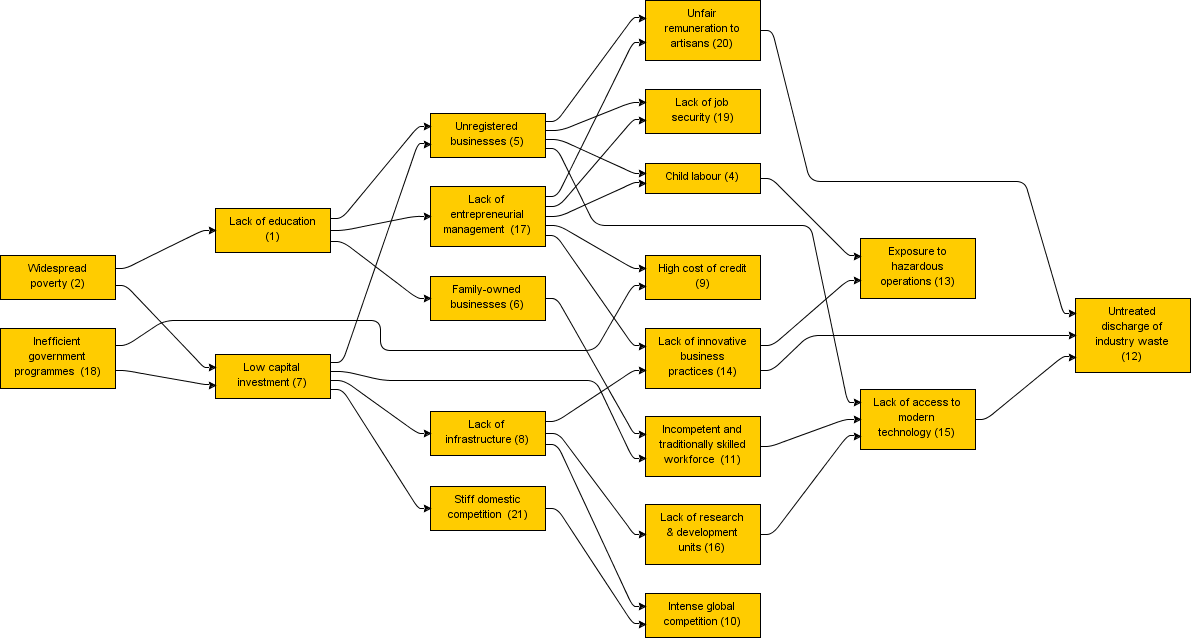 Widespread
poverty (2)
Inefficient
government
programmes (18)
Lack of education
(1)
Low capital
investment (7)
Unregistered
businesses (5)
Lack of
entrepreneurial
management (17)
Family-owned
businesses (6)
Lack of
infrastructure (8)
Stiff domestic
competition (21)
Unfair
remuneration to
artisans (20)
Lack of job
security (19)
Child labour (4)
High cost of credit
(9)
Lack of innovative
business
practices (14)
Incompetent and
traditionally skilled
workforce (11)
Lack of research
& development
units (16)
Intense global
competition (10)
Exposure to
hazardous
operations (13)
Lack of access to
modern
technology (15)
Untreated
discharge of
industry waste
(12)